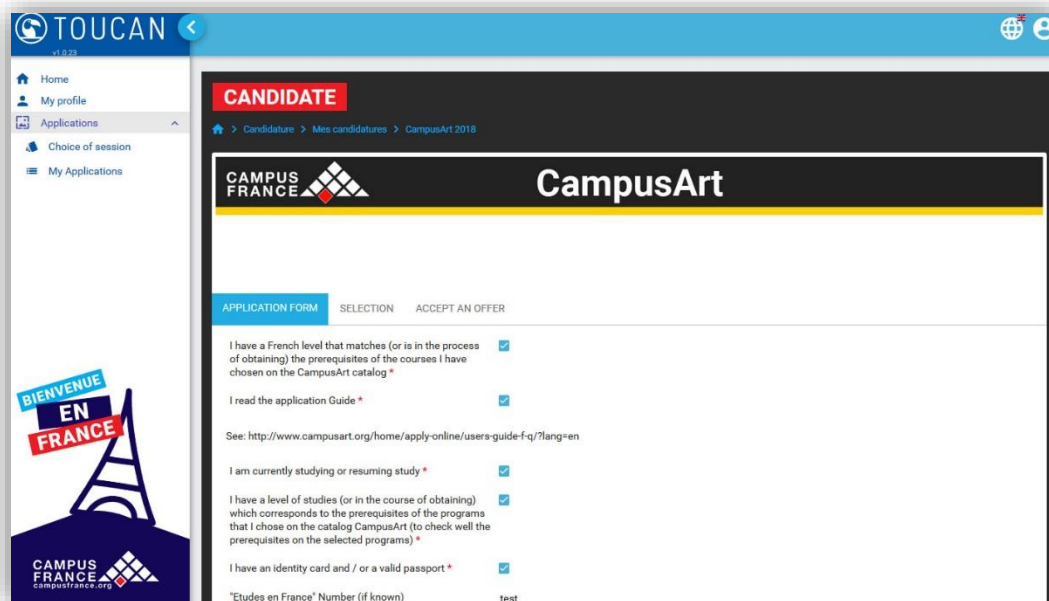 TOUCAN
v1.0.23
Home
My profile
Applications
Choice of session
My Applications
BIENVENUE
EN
FRANCE
CAMPUS
FRANCE
campusfrance.org
CANDIDATE
> Candidature > Mes candidatures > CampusArt 2018
CAMPUS
FRANCE
CampusArt
APPLICATION FORM SELECTION ACCEPT AN OFFER
I have a French level that matches (or is in the process
of obtaining) the prerequisites of the courses I have
chosen on the CampusArt catalog *
I read the application Guide *
See: http://www.campusart.org/home/apply-online/users-guide-f-q/?lang=en
I am currently studying or resuming study *
I have a level of studies (or in the course of obtaining)
which corresponds to the prerequisites of the programs
that I chose on the catalog CampusArt (to check well the
prerequisites on the selected programs) *
I have an identity card and / or a valid passport *
"Etudes en France" Number (if known) test